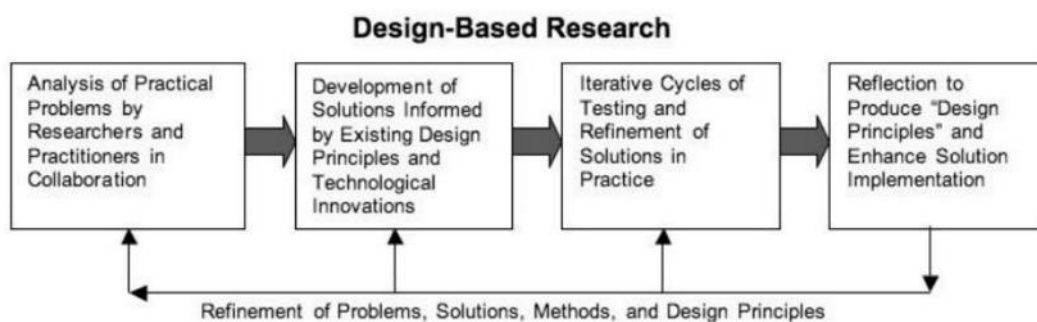 Design-Based Research
Analysis of Practical
Problems by
Researchers and
Practitioners in
Collaboration
Development of
Solutions Informed
by Existing Design
Principles and
Technological
Innovations
Iterative Cycles of
Testing and
Refinement of
Solutions in
Practice
Reflection to
Produce “Design
Principles” and
Enhance Solution
Implementation
Refinement of Problems, Solutions, Methods, and Design Principles